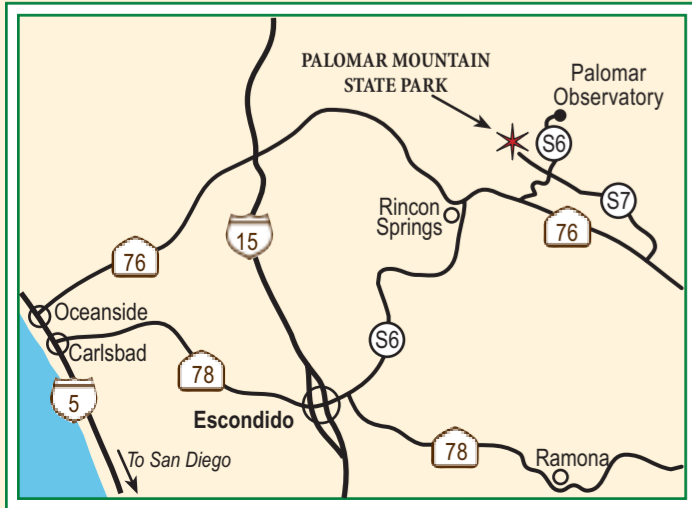 PALOMAR MOUNTAIN
STATE PARK
Palomar
Observatory
S6
S7
Rincon
Springs
76
15
76
Oceanside
Carlsbad
S6
78
5
Escondido
To San Diego
78
Ramona